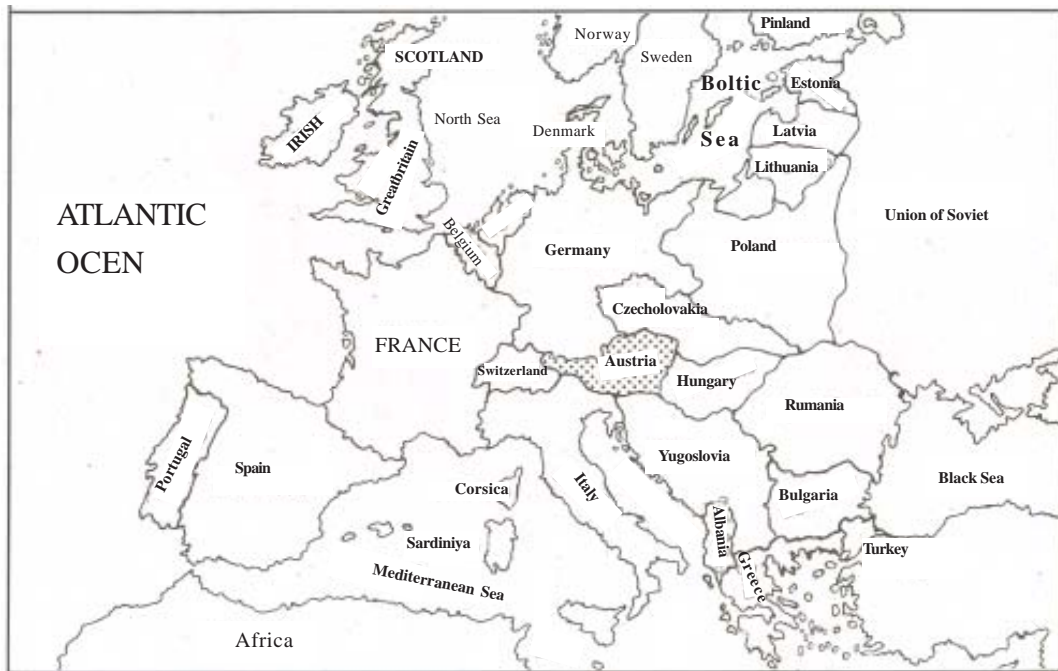 Pinland
Norway
SCOTLAND
Sweden
Boltic
Estonia
North Sea
Denmark
Sea
Latvia
IRISH
Lithuania
Greatbritain
ATLANTIC
OCEN
Union of Soviet
Belgium
Germany
Poland
Czecholovakia
FRANCE
Austria
Switzerland
Hungary
Rumania
Portugal
Spain
Yugoslovia
Italy
Corsica
Bulgaria
Black Sea
Albania
Sardiniya
Turkey
Greece
Mediterranean Sea
Africa